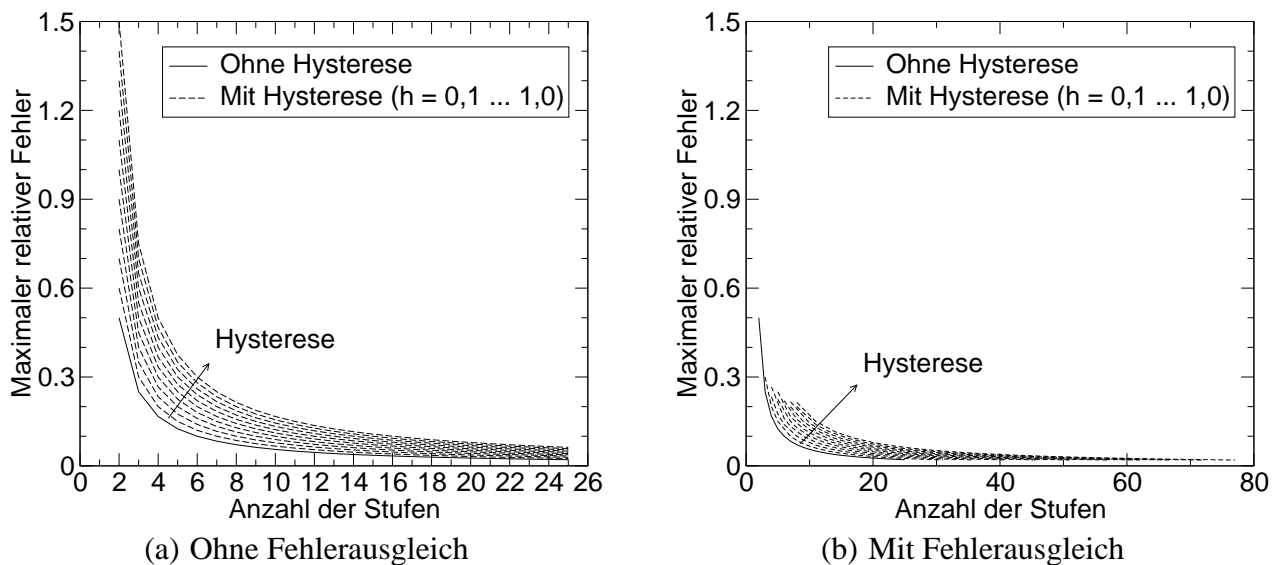 1.5
1.2
0.9
0.6
0.3
0
Maximaler relativer Fehler
Ohne Hysterese
Mit Hysterese (h = 0,1 ... 1,0)
Hysterese
0 2 4 6 8 10 12 14 16 18 20 22 24 26
Anzahl der Stufen
(a) Ohne Fehlerausgleich
1.5
1.2
0.9
0.6
0.3
0
Maximaler relativer Fehler
Ohne Hysterese
Mit Hysterese (h = 0,1 ... 1,0)
Hysterese
0 20 40 60 80
Anzahl der Stufen
(b) Mit Fehlerausgleich